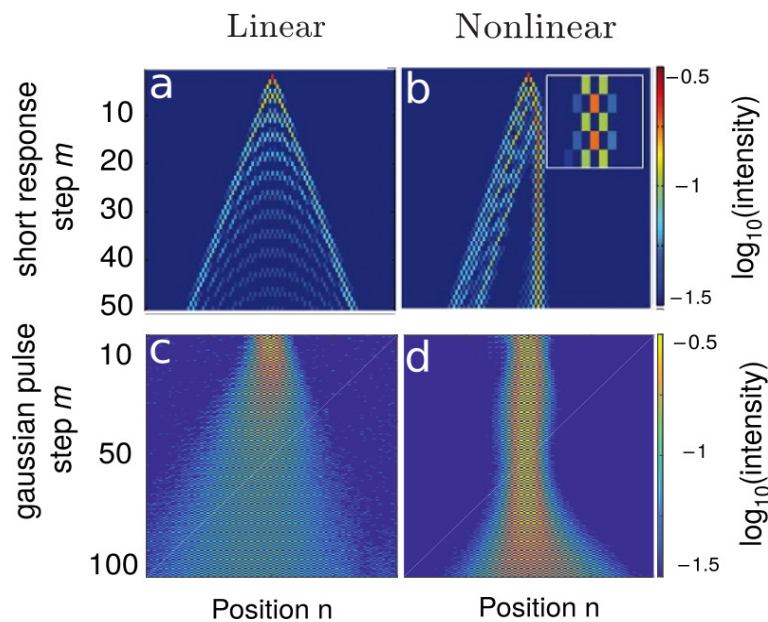 Linear Nonlinear
short response
step m
10
20
30
40
50
a
b
−0.5
−1
−1.5
log10(intensity)
gaussian pulse
step m
10
50
100
c
d
−0.5
−1
−1.5
log10(intensity)
Position n Position n